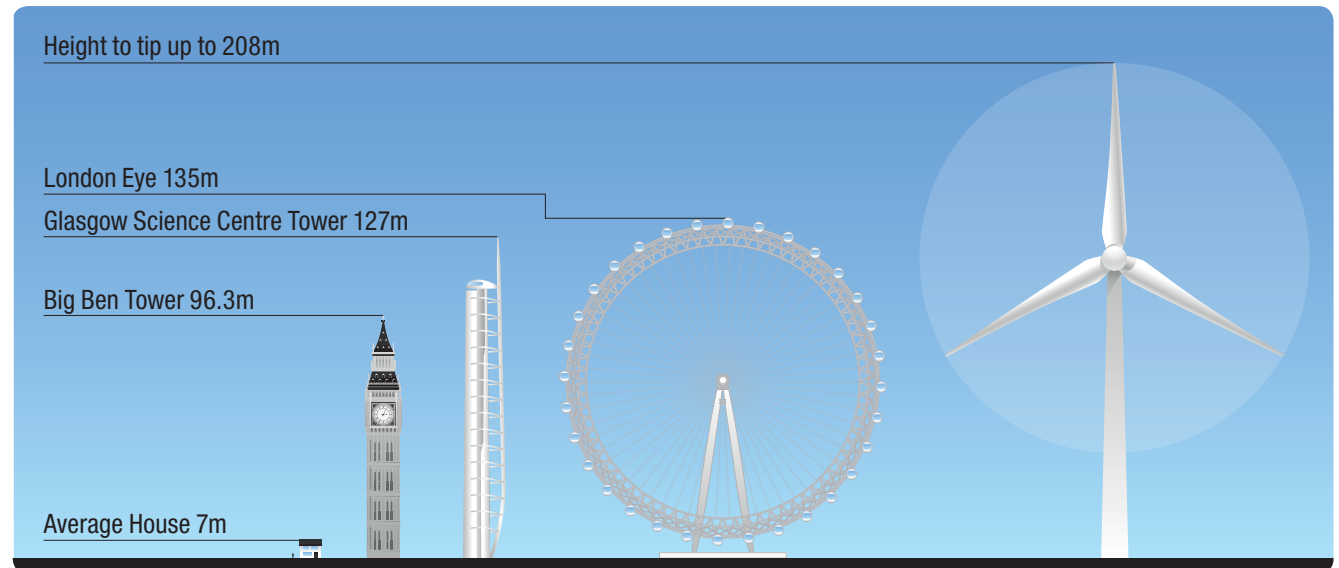 Height to tip up to 208m
London Eye 135m
Glasgow Science Centre Tower 127m
Big Ben Tower 96.3m
Average House 7m